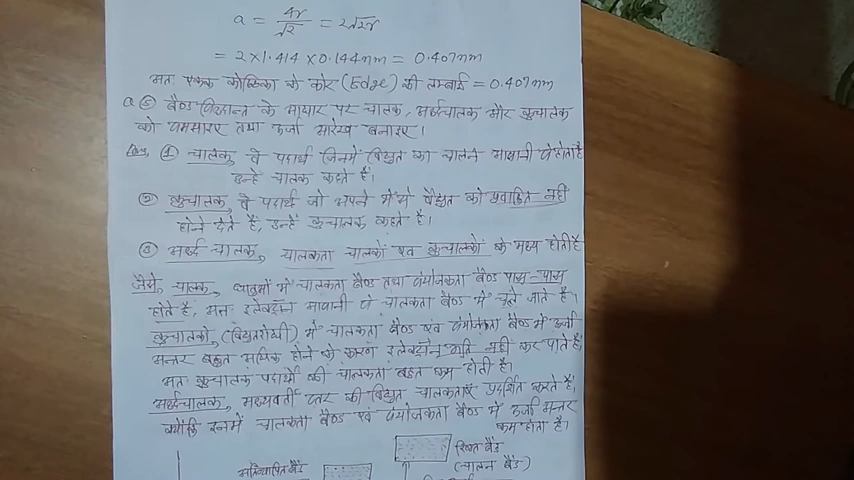 a = 4r/√2 = 2√2r
= 2×1.414×0.144nm = 0.407nm
अतः एकक कोष्ठिका के कोर (Edge) की लम्बाई = 0.407nm
Q ⑤ बैण्ड सिद्धान्त के आधार पर चालक, अर्द्धचालक और कुचालक
को समझाइए तथा ऊर्जा आरेख बनाइए।
Ans ① चालक, वे पदार्थ जिनमें विद्युत का चालन आसानी से होता है
उन्हें चालक कहते हैं।
② कुचालक, वे पदार्थ जो अपने में से वैद्युत को प्रवाहित नहीं
होने देते हैं, उन्हें कुचालक कहते हैं।
③ अर्द्ध चालक, चालकता चालकों एवं कुचालकों के मध्य होती है
जैसे, चालक, धातुओं में चालकता बैण्ड तथा संयोजकता बैण्ड पास-पास
होते हैं, अतः इलेक्ट्रॉन आसानी से चालकता बैण्ड में चले जाते हैं।
कुचालकों, (विद्युतरोधी) में चालकता बैण्ड एवं संयोजकता बैण्ड में ऊर्जा
अन्तर बहुत अधिक होने के कारण इलेक्ट्रॉन गति नहीं कर पाते हैं,
अतः कुचालक पदार्थों की चालकता बहुत कम होती है।
अर्द्धचालक, मध्यवर्ती स्तर की विद्युत चालकताएँ प्रदर्शित करते हैं,
क्योंकि इनमें चालकता बैण्ड एवं संयोजकता बैण्ड में ऊर्जा अन्तर
कम होता है।
रिक्त बैंड
(चालन बैंड)
अतिव्यापित बैंड